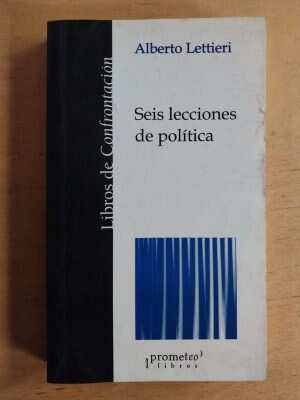 Alberto Lettieri
Seis lecciones
de política
Libros de Confrontación
prometeo
libros